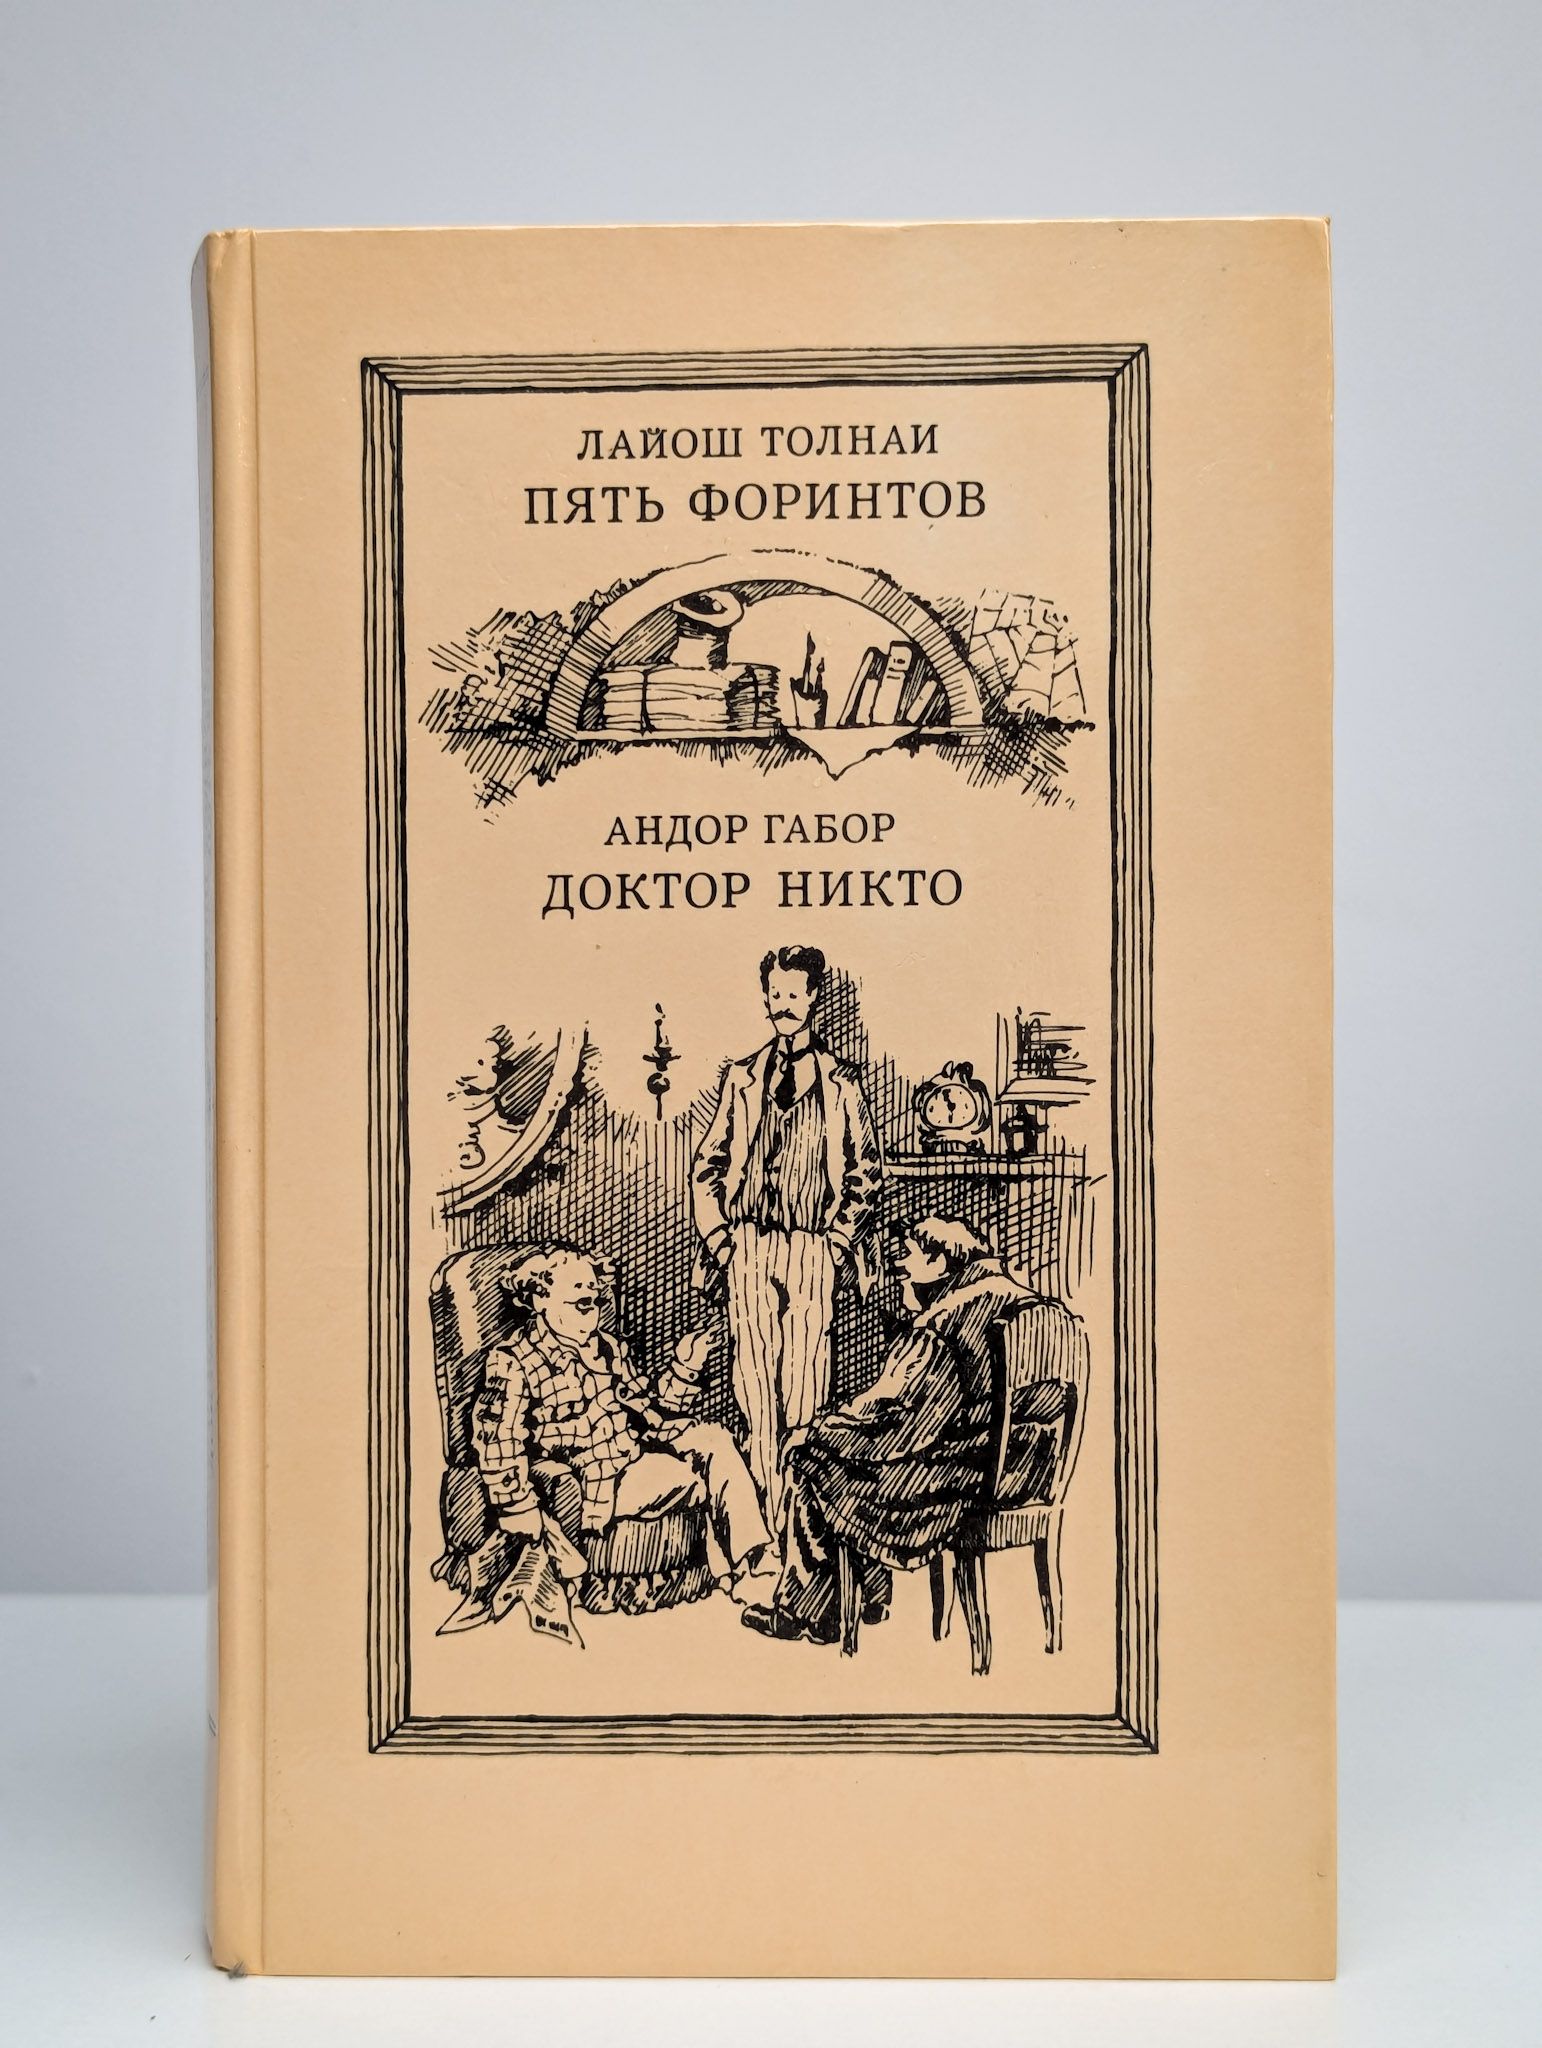 ЛАЙОШ ТОЛНАИ
ПЯТЬ ФОРИНТОВ
АНДОР ГАБОР
ДОКТОР НИКТО